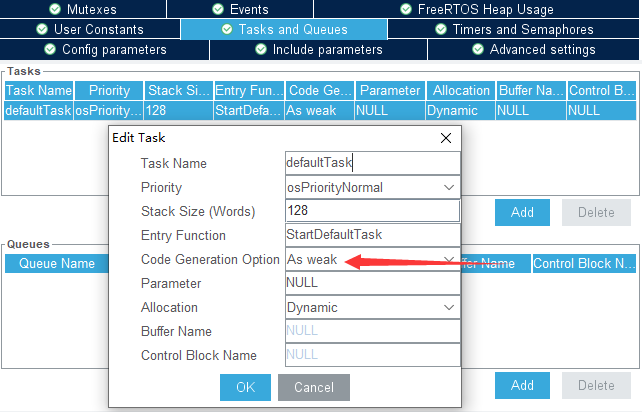 Mutexes Events FreeRTOS Heap Usage
User Constants Tasks and Queues Timers and Semaphores
Config parameters Include parameters Advanced settings
Tasks
Task Name Priority Stack Si... Entry Fun... Code Ge... Parameter Allocation Buffer Na... Control B...
defaultTask osPriority... 128 StartDefa... As weak NULL Dynamic NULL NULL
Edit Task
Task Name defaultTask
Priority osPriorityNormal
Stack Size (Words) 128
Entry Function StartDefaultTask
Code Generation Option As weak
Parameter NULL
Allocation Dynamic
Buffer Name NULL
Control Block Name NULL
OK Cancel
Add Delete
Queues
Queue Name Name Control Block N...
Add Delete